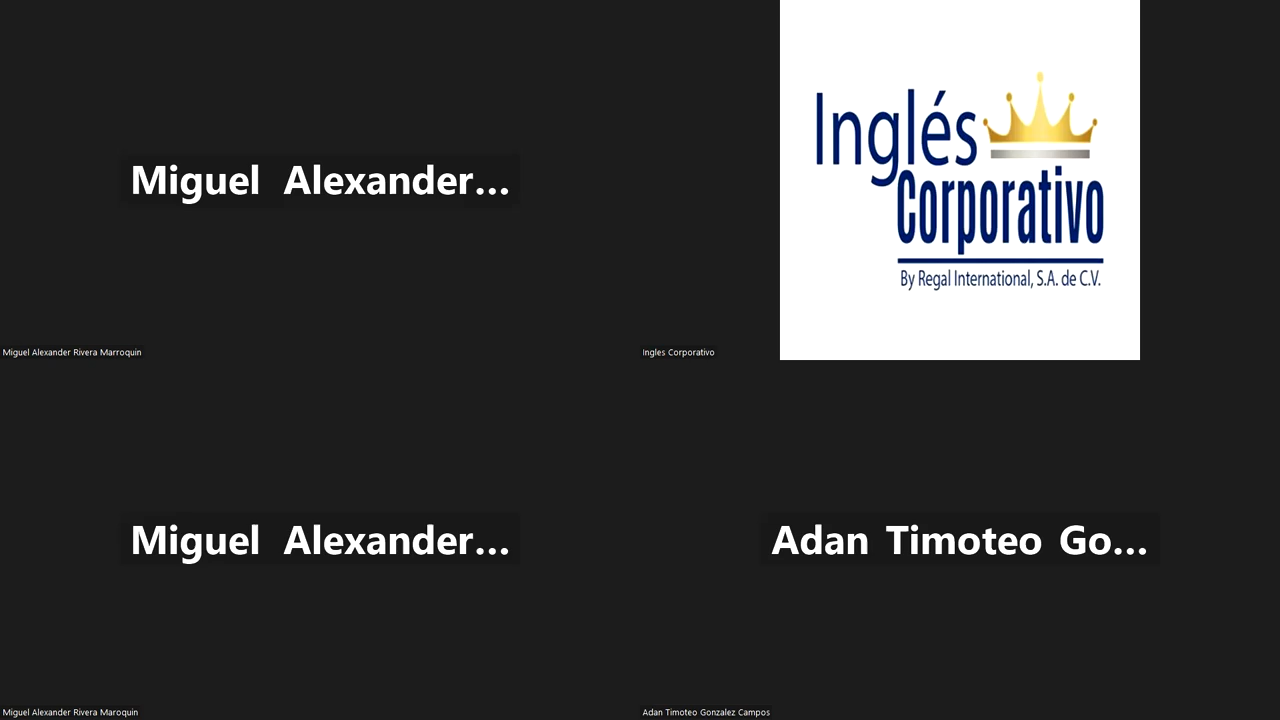 Miguel Alexander...
Miguel Alexander Rivera Marroquin
Inglés
Corporativo
By Regal International, S.A. de C.V.
Ingles Corporativo
Miguel Alexander...
Miguel Alexander Rivera Maroquin
Adan Timoteo Go...
Adan Timoteo Gonzalez Campos